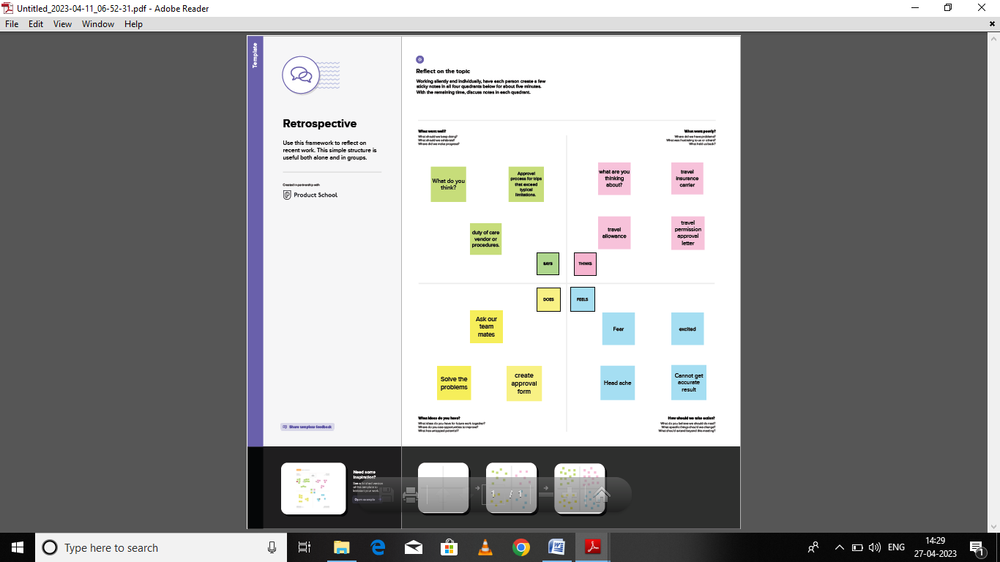 Untitled_2023-04-11_06-52-31.pdf - Adobe Reader
File Edit View Window Help
Template
Retrospective
Use this framework to reflect on
recent work. This simple structure is
useful both alone and in groups.
Created in partnership with
Product School
Share template feedback
Reflect on the topic
Working silently and individually, have each person create a few
sticky notes in all four quadrants below for about five minutes.
With the remaining time, discuss notes in each quadrant.
What went well?
What should we keep doing?
What should we celebrate?
Where did we make progress?
What went poorly?
Where did we have problems?
What was frustrating to us or others?
What held us back?
What do you
think?
Approval
process for trips
that exceed
typical
limitations.
duty of care
vendor or
procedures.
SAYS
what are you
thinking
about?
travel
insurance
carrier
travel
allowance
travel
permission
approval
letter
THINKS
DOES
Ask our
team
mates
Solve the
problems
create
approval
form
FEELS
Fear
excited
Head ache
Cannot get
accurate
result
What ideas do you have?
What ideas do you have for future work together?
Where do you see opportunities to improve?
What has untapped potential?
How should we take action?
What do you believe we should do next?
What specific things should we change?
What should extend beyond this meeting?
Need some
inspiration?
See a finished version
of this template to
kickstart your work.
Open example
1 / 1
Type here to search
ENG
14:29
27-04-2023
1